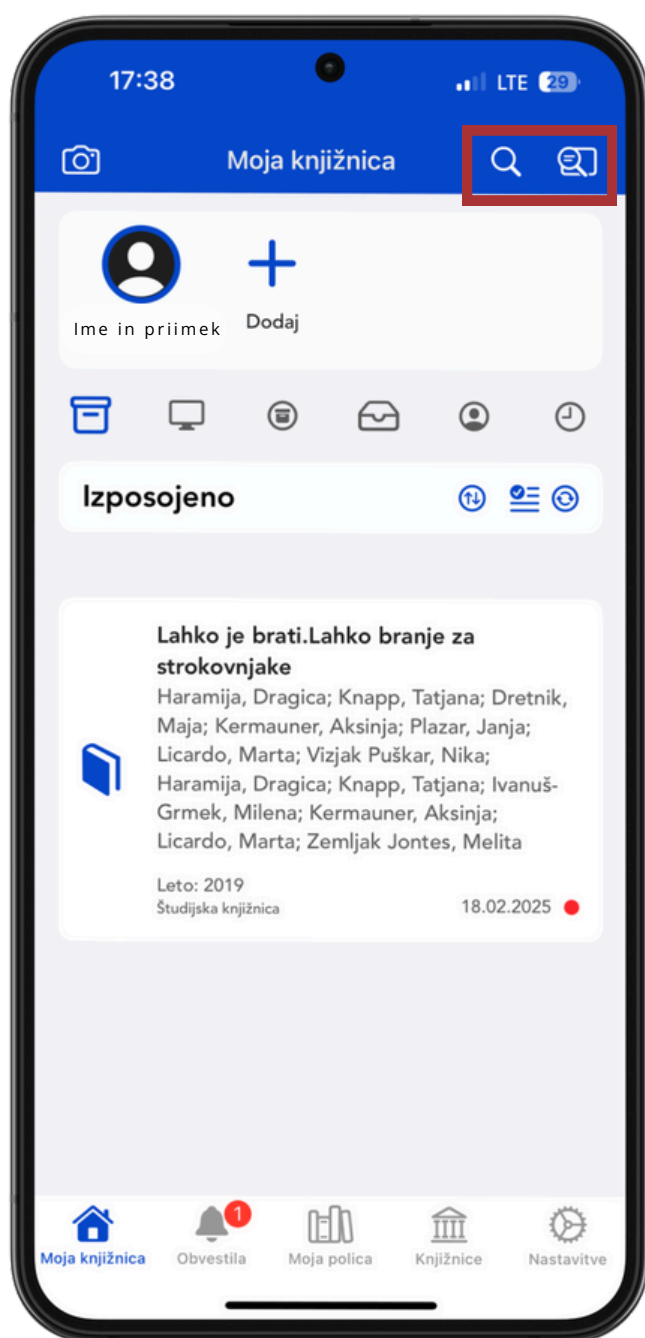 17:38
LTE 29
Moja knjižnica
Ime in priimek
Dodaj
Izposojeno
Lahko je brati.Lahko branje za
strokovnjake
Haramija, Dragica; Knapp, Tatjana; Dretnik,
Maja; Kermauner, Aksinja; Plazar, Janja;
Licardo, Marta; Vizjak Puškar, Nika;
Haramija, Dragica; Knapp, Tatjana; Ivanuš-
Grmek, Milena; Kermauner, Aksinja;
Licardo, Marta; Zemljak Jontes, Melita
Leto: 2019
Študijska knjižnica
18.02.2025
1
Moja knjižnica
Obvestila
Moja polica
Knjižnice
Nastavitve